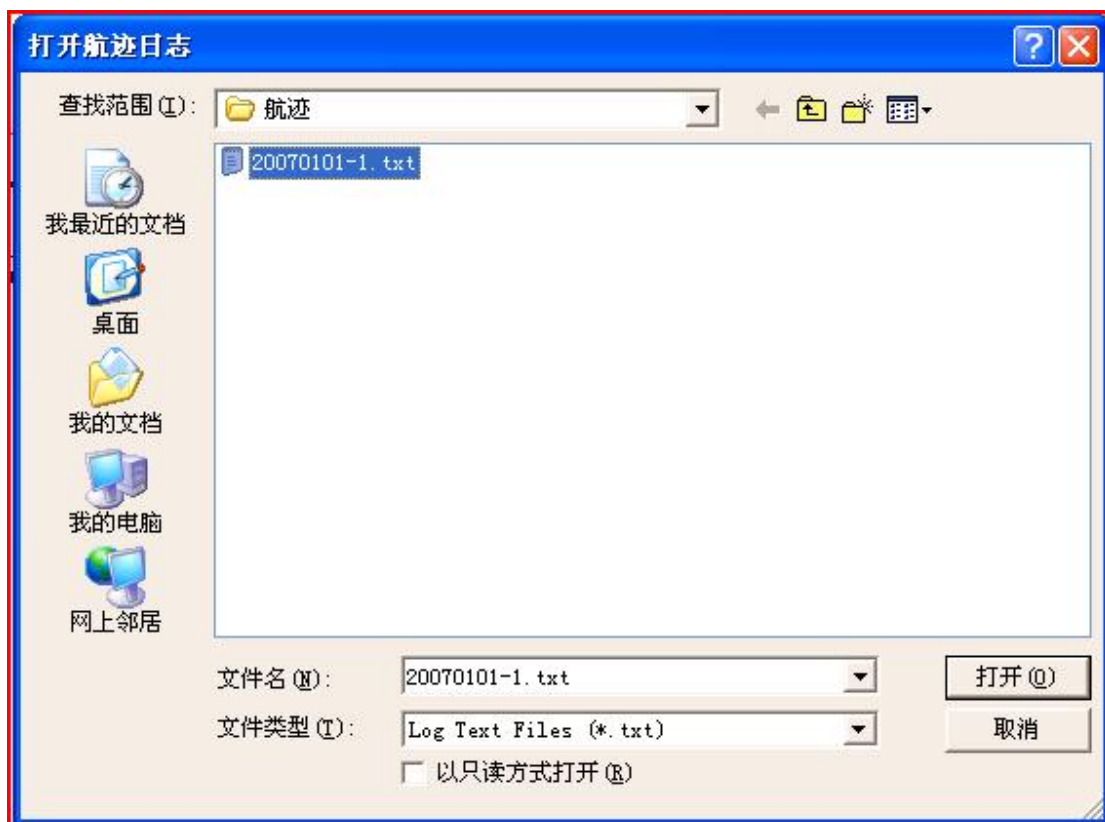 打开航迹日志
查找范围(I):
航迹
20070101-1.txt
我最近的文档
桌面
我的文档
我的电脑
网上邻居
文件名(N):
20070101-1.txt
打开(O)
文件类型(T):
Log Text Files (*.txt)
取消
以只读方式打开(R)